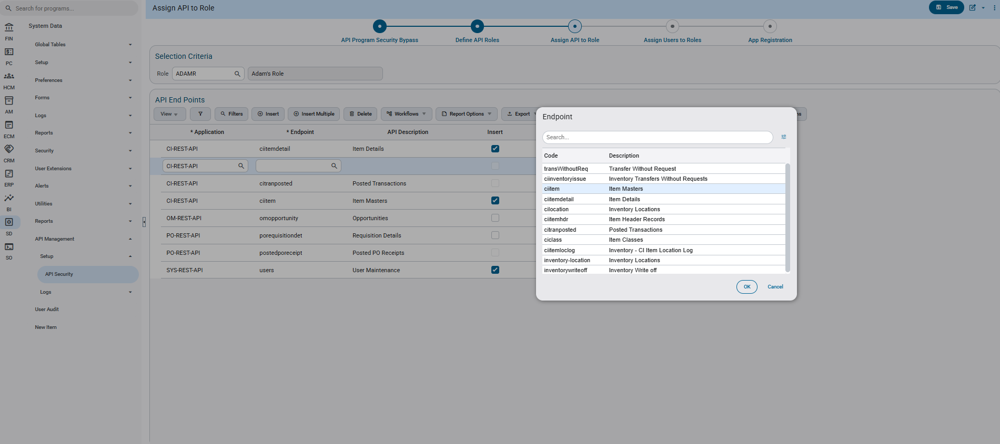 Search for programs...
Assign API to Role
Save
System Data
FIN
Global Tables
PC
Setup
HCM
Preferences
AM
Forms
ECM
Logs
CRM
Reports
ERP
Security
BI
User Extensions
SD
Alerts
SO
Utilities
Reports
API Management
Setup
API Security
Logs
User Audit
New Item
API Program Security Bypass
Define API Roles
Assign API to Role
Assign Users to Roles
App Registration
Selection Criteria
Role ADAMR Adam's Role
API End Points
View Filters Insert Insert Multiple Delete Workflows Report Options Export
* Application * Endpoint API Description Insert
CI-REST-API ciitemdetail Item Details
CI-REST-API
CI-REST-API citranposted Posted Transactions
CI-REST-API ciitem Item Masters
OM-REST-API omopportunity Opportunities
PO-REST-API porequisitiondet Requisition Details
PO-REST-API postedporeceipt Posted PO Receipts
SYS-REST-API users User Maintenance
Endpoint
Search...
Code Description
transWithoutReq Transfer Without Request
ciinventoryissue Inventory Transfers Without Requests
ciitem Item Masters
ciitemdetail Item Details
cilocation Inventory Locations
ciitemhdr Item Header Records
citranposted Posted Transactions
ciclass Item Classes
ciitemloclog Inventory - CI Item Location Log
inventory-location Inventory Locations
inventorywriteoff Inventory Write off
OK Cancel